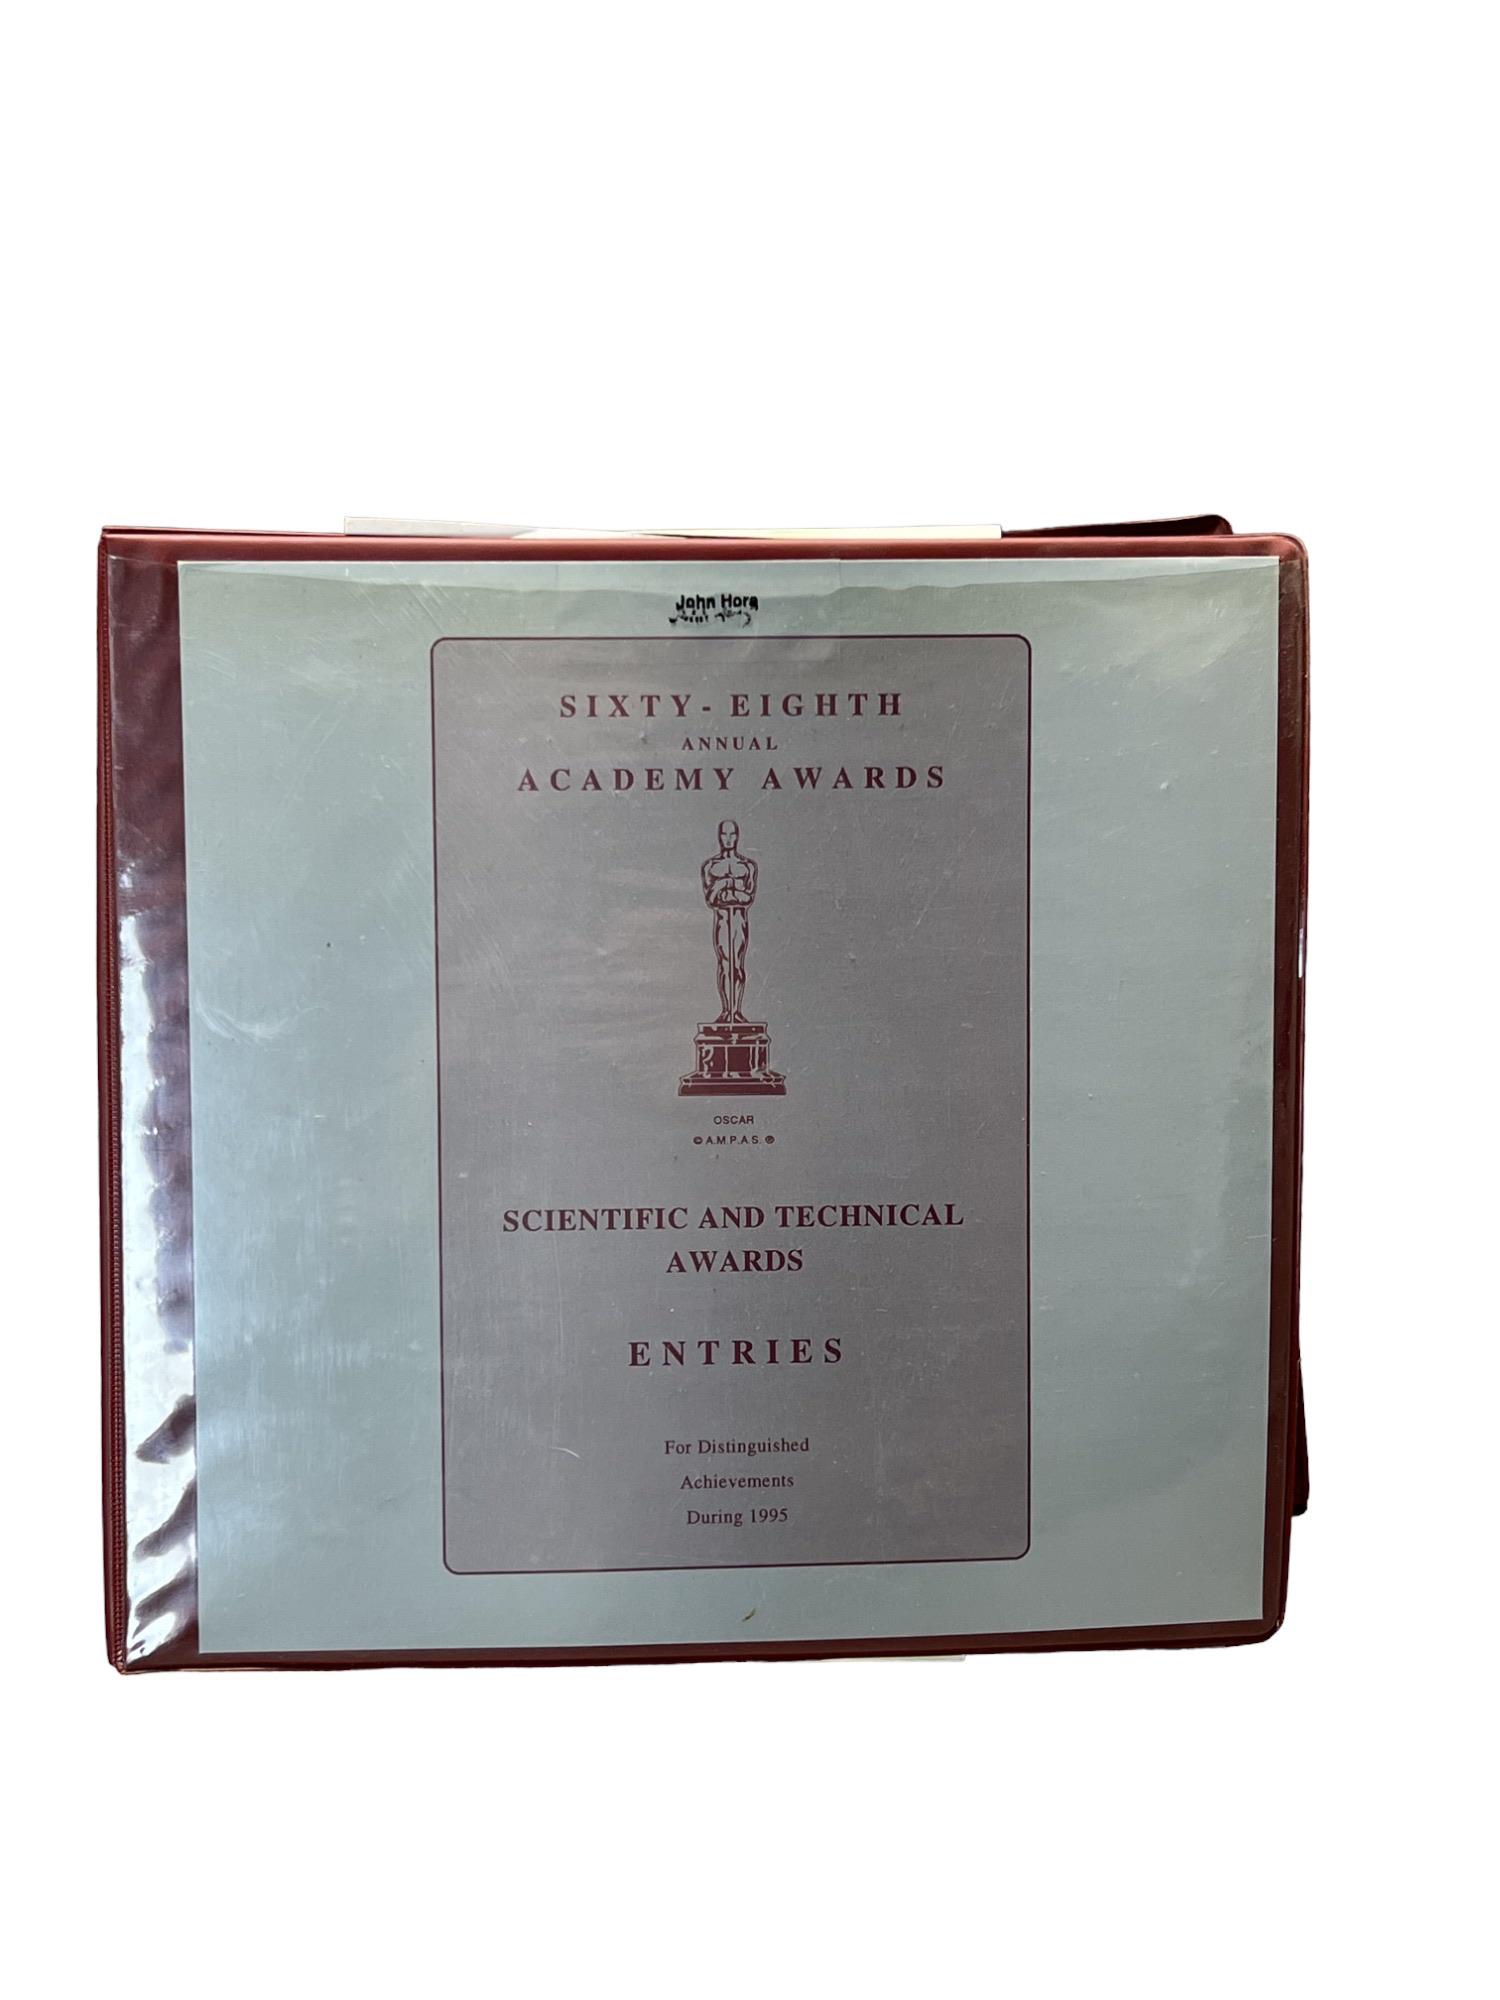 John Hora
SIXTY-EIGHTH
ANNUAL
ACADEMY AWARDS
OSCAR
© A.M.P.A.S. ®
SCIENTIFIC AND TECHNICAL
AWARDS
ENTRIES
For Distinguished
Achievements
During 1995